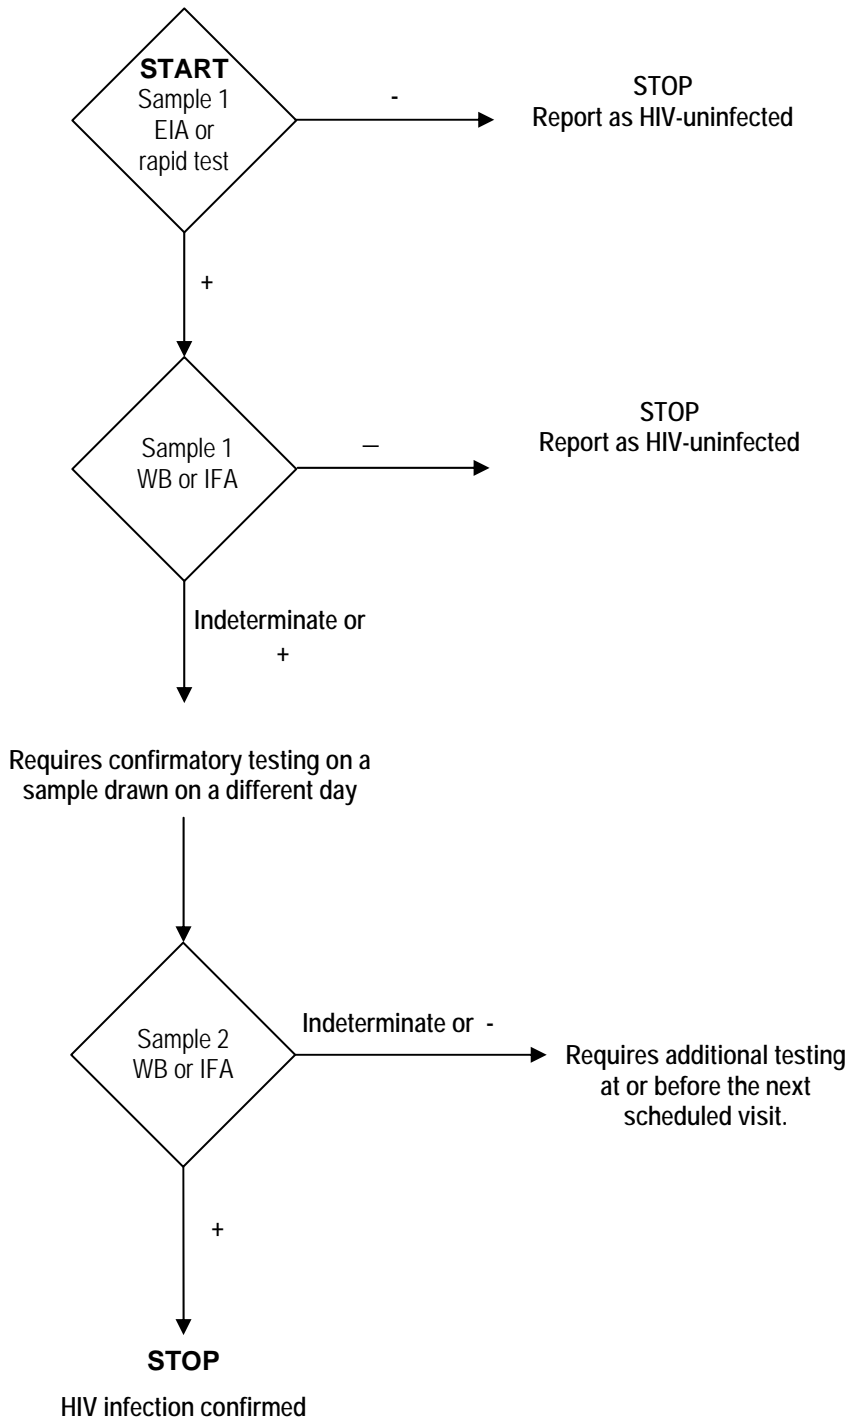 START
Sample 1
EIA or
rapid test
-
STOP
Report as HIV-uninfected
+
Sample 1
WB or IFA
–
STOP
Report as HIV-uninfected
Indeterminate or
+
Requires confirmatory testing on a
sample drawn on a different day
Sample 2
WB or IFA
Indeterminate or -
Requires additional testing
at or before the next
scheduled visit.
+
STOP
HIV infection confirmed